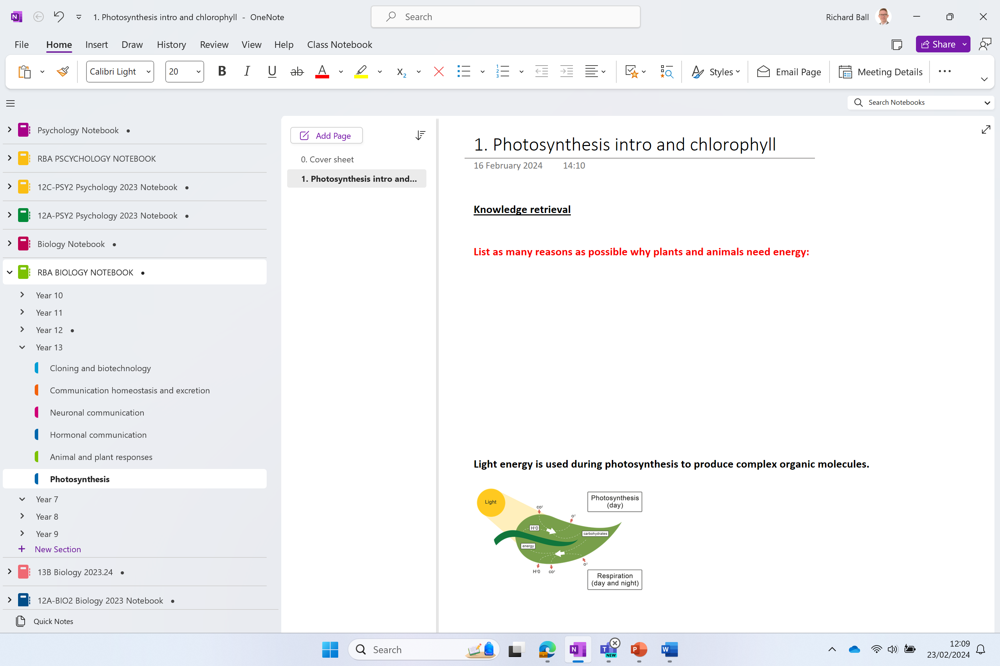 1. Photosynthesis intro and chlorophyll - OneNote
Search
Richard Ball
File Home Insert Draw History Review View Help Class Notebook
Share
Calibri Light 20 B I U ab A X2 Styles Email Page Meeting Details
Search Notebooks
Psychology Notebook
RBA PSCYCHOLOGY NOTEBOOK
12C-PSY2 Psychology 2023 Notebook
12A-PSY2 Psychology 2023 Notebook
Biology Notebook
RBA BIOLOGY NOTEBOOK
Year 10
Year 11
Year 12
Year 13
Cloning and biotechnology
Communication homeostasis and excretion
Neuronal communication
Hormonal communication
Animal and plant responses
Photosynthesis
Year 7
Year 8
Year 9
New Section
13B Biology 2023.24
12A-BIO2 Biology 2023 Notebook
Quick Notes
Add Page
0. Cover sheet
1. Photosynthesis intro and...
1. Photosynthesis intro and chlorophyll
16 February 2024 14:10
Knowledge retrieval
List as many reasons as possible why plants and animals need energy:
Light energy is used during photosynthesis to produce complex organic molecules.
Light
Photosynthesis
(day)
co²
o²
H²0
carbohydrates
energy
o²
H²0 co²
Respiration
(day and night)
Search
NEW
12:09
23/02/2024